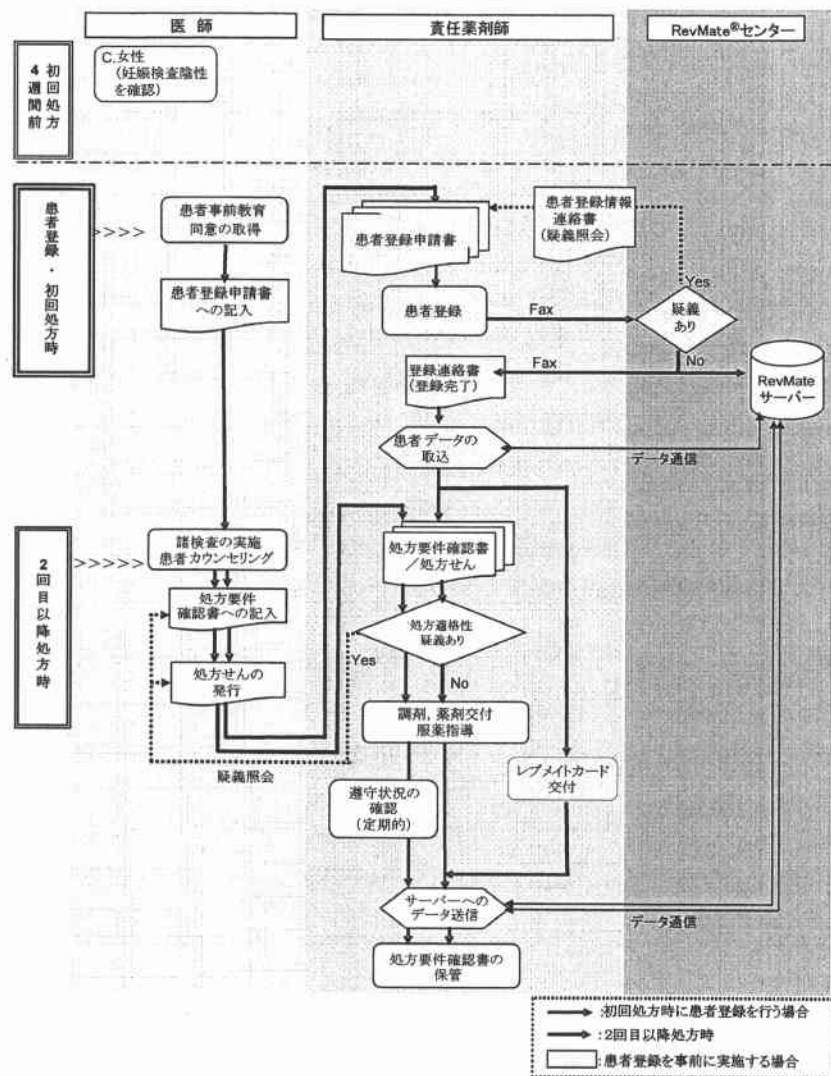 医師
責任薬剤師
RevMate®センター
初回処方
4週間前
C.女性
(妊娠検査陰性
を確認)
患者登録・初回処方時
>>>>
患者事前教育
同意の取得
患者登録申請書
への記入
患者登録申請書
患者登録情報
連絡書
(疑義照会)
患者登録
Fax
Yes
疑義
あり
No
Fax
登録連絡書
(登録完了)
RevMate
サーバー
患者データの
取込
データ通信
2回目以降処方時
>>>>>
諸検査の実施
患者カウンセリング
処方要件確認書
/処方せん
処方要件
確認書への記入
処方適格性
疑義あり
処方せんの
発行
Yes
No
疑義照会
調剤,薬剤交付
服薬指導
レブメイトカード
交付
遵守状況の
確認
(定期的)
サーバーへの
データ送信
データ通信
処方要件確認書の
保管
:初回処方時に患者登録を行う場合
:2回目以降処方時
:患者登録を事前に実施する場合